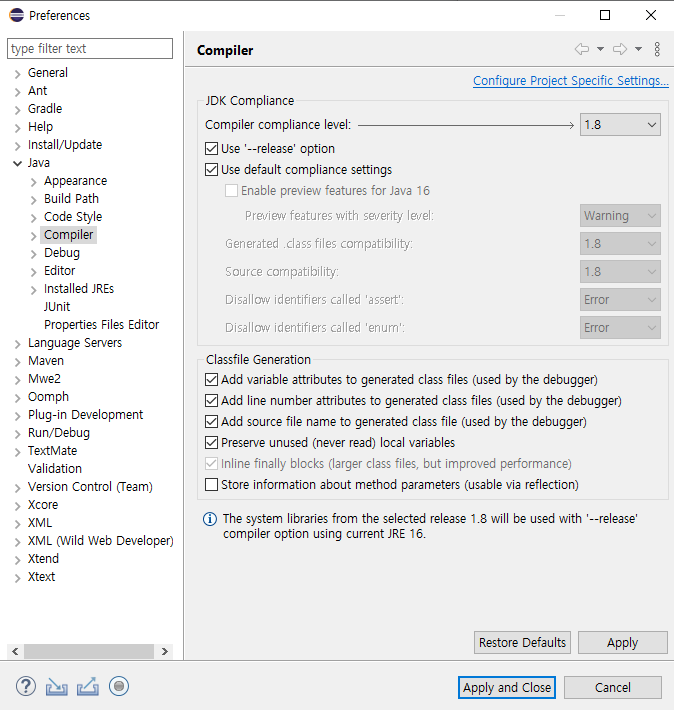 Preferences
type filter text
General
Ant
Gradle
Help
Install/Update
Java
Appearance
Build Path
Code Style
Compiler
Debug
Editor
Installed JREs
JUnit
Properties Files Editor
Language Servers
Maven
Mwe2
Oomph
Plug-in Development
Run/Debug
TextMate
Validation
Version Control (Team)
Xcore
XML
XML (Wild Web Developer)
Xtend
Xtext
Compiler
Configure Project Specific Settings...
JDK Compliance
Compiler compliance level: 1.8
Use '--release' option
Use default compliance settings
Enable preview features for Java 16
Preview features with severity level: Warning
Generated .class files compatibility: 1.8
Source compatibility: 1.8
Disallow identifiers called 'assert': Error
Disallow identifiers called 'enum': Error
Classfile Generation
Add variable attributes to generated class files (used by the debugger)
Add line number attributes to generated class files (used by the debugger)
Add source file name to generated class file (used by the debugger)
Preserve unused (never read) local variables
Inline finally blocks (larger class files, but improved performance)
Store information about method parameters (usable via reflection)
The system libraries from the selected release 1.8 will be used with '--release'
compiler option using current JRE 16.
Restore Defaults Apply
Apply and Close Cancel